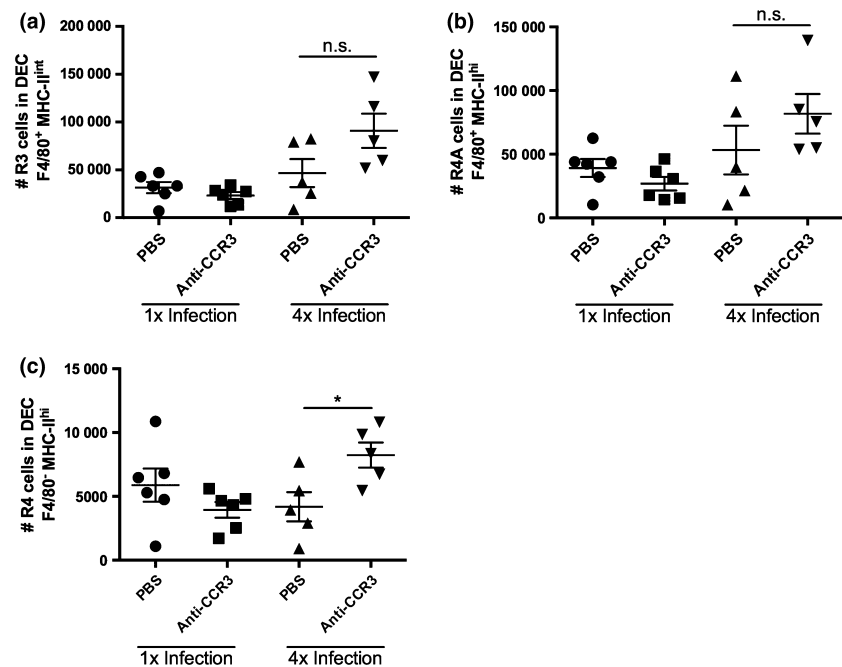 (a)
# R3 cells in DEC
F4/80+ MHC-IIint
200 000
150 000
100 000
50 000
0
n.s.
PBS
Anti-CCR3
PBS
Anti-CCR3
1x Infection
4x Infection
(b)
# R4A cells in DEC
F4/80+ MHC-IIhi
150 000
100 000
50 000
0
n.s.
PBS
Anti-CCR3
PBS
Anti-CCR3
1x Infection
4x Infection
(c)
# R4 cells in DEC
F4/80- MHC-IIhi
15 000
10 000
5000
0
*
PBS
Anti-CCR3
PBS
Anti-CCR3
1x Infection
4x Infection